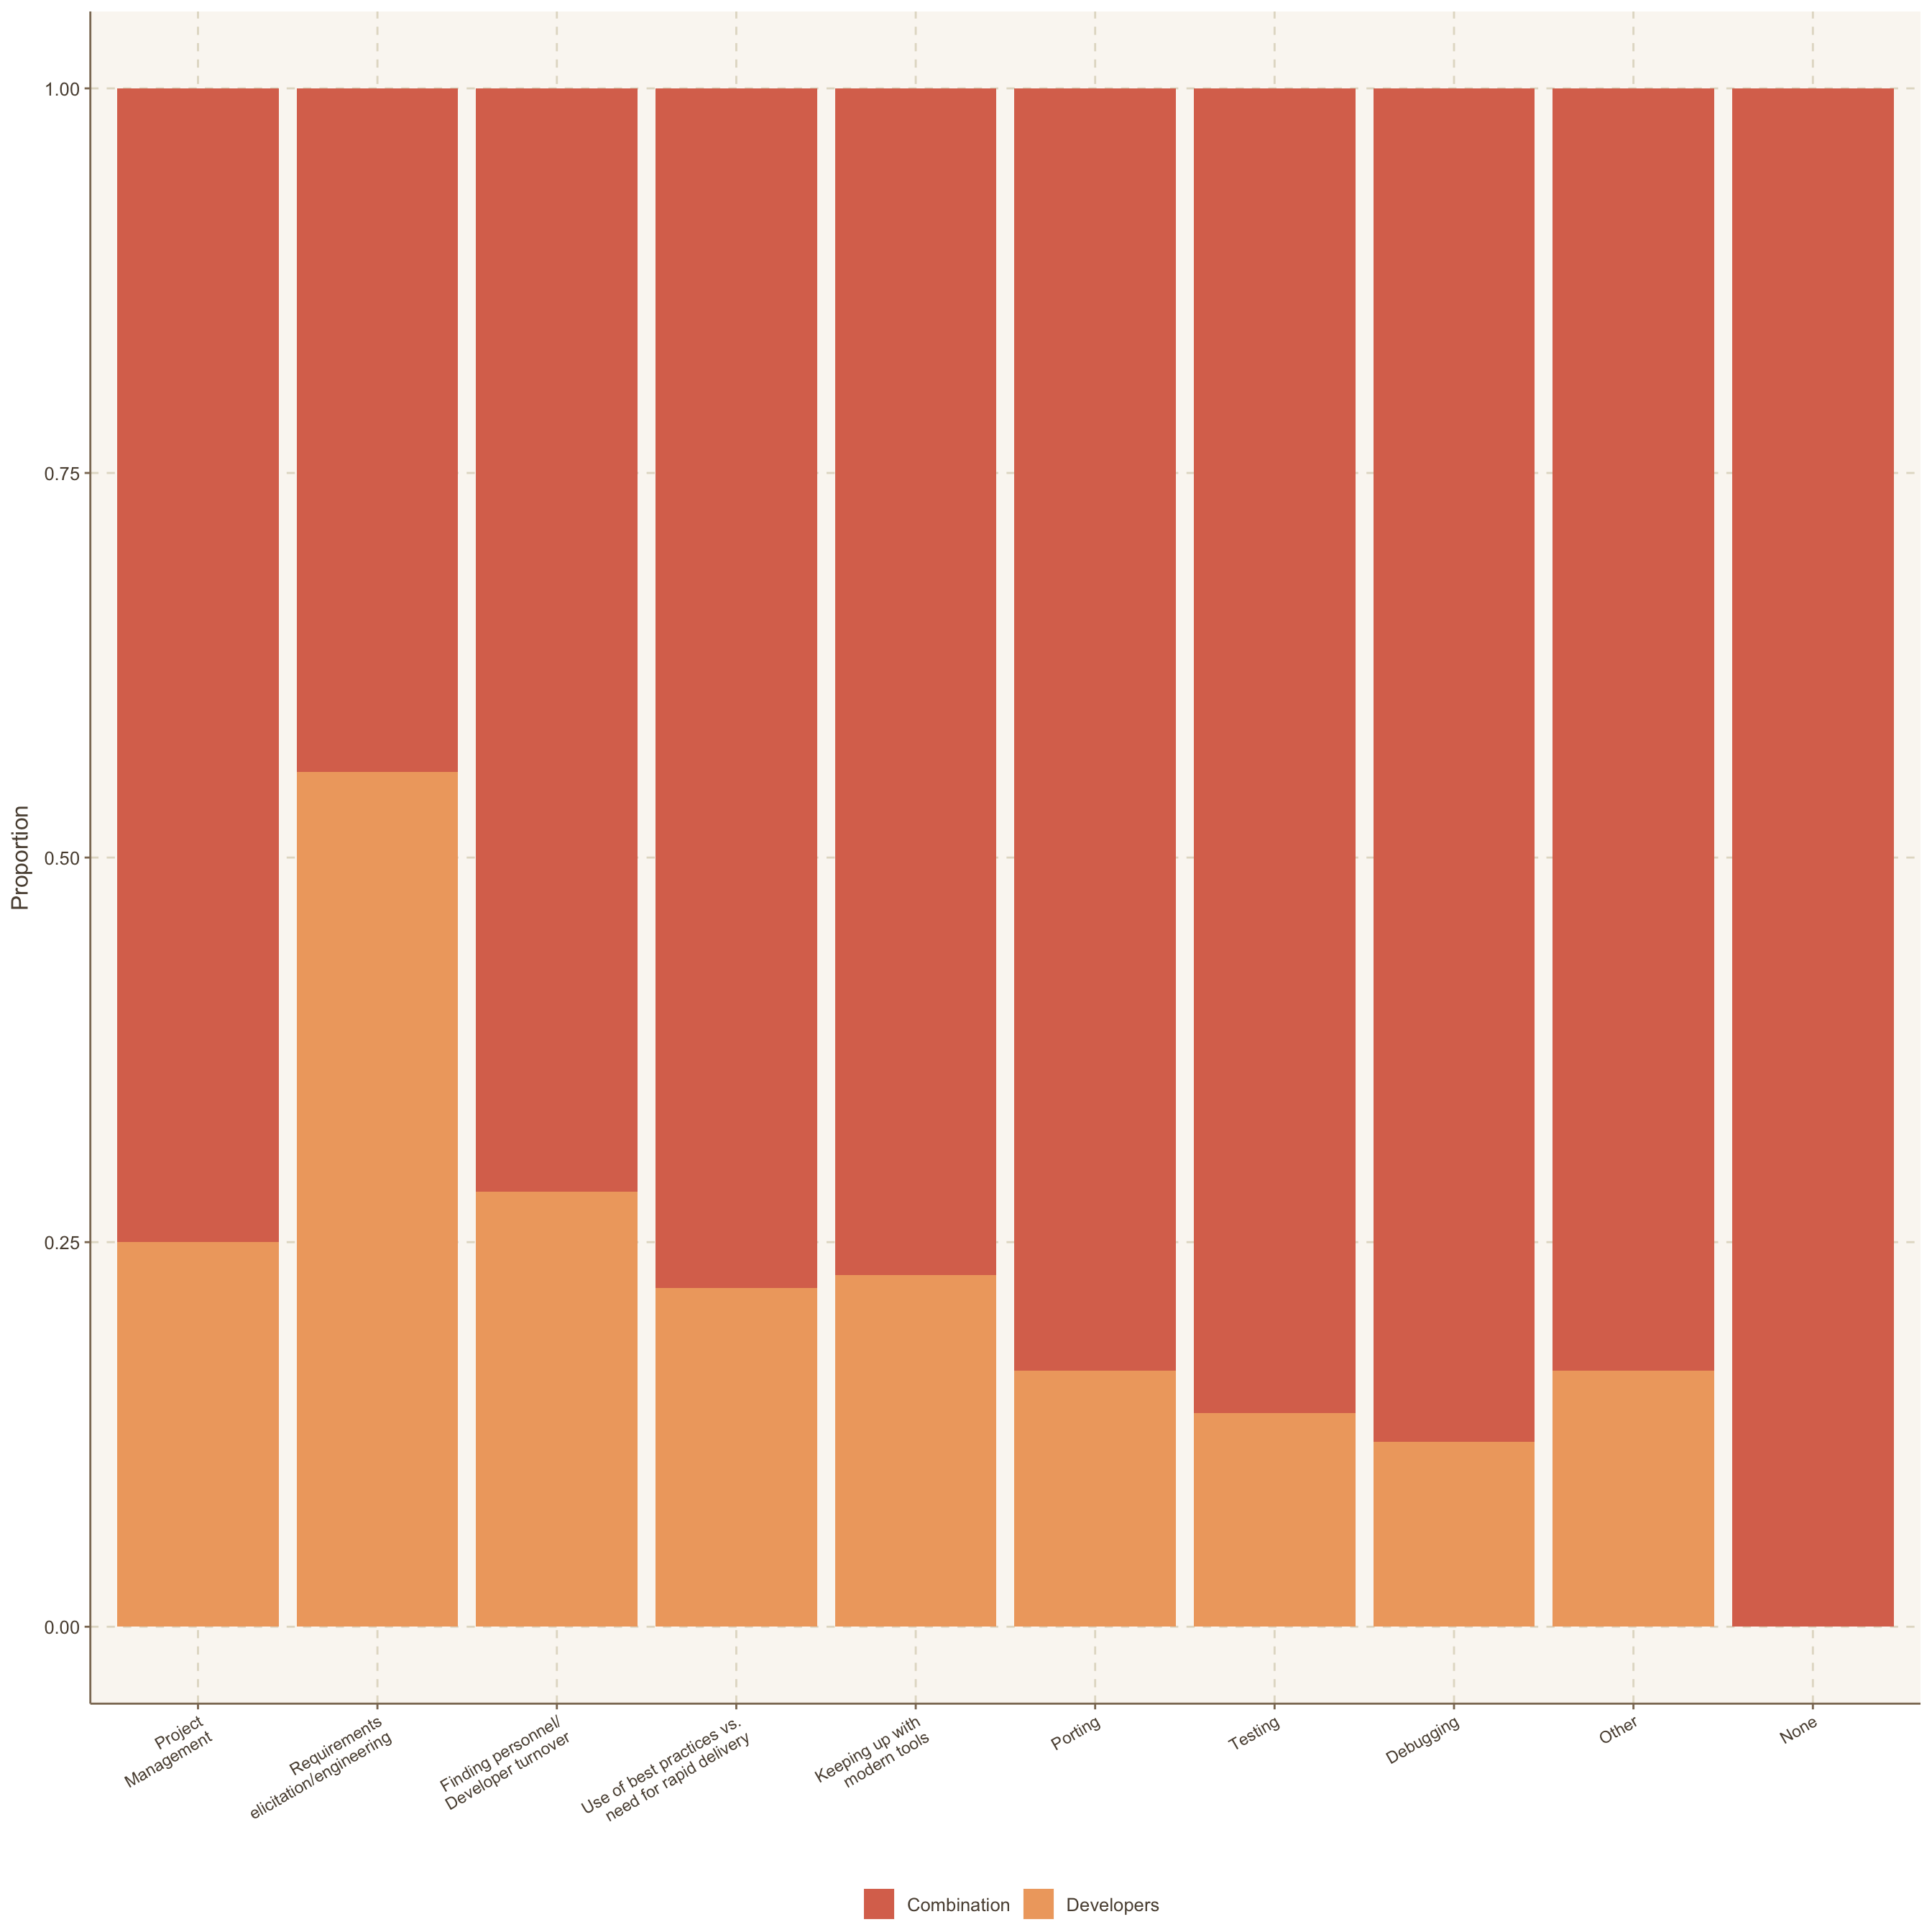 Proportion
1.00
0.75
0.50
0.25
0.00
Project
Management
Requirements
elicitation/engineering
Finding personnel/
Developer turnover
Use of best practices vs.
need for rapid delivery
Keeping up with
modern tools
Porting
Testing
Debugging
Other
None
Combination
Developers